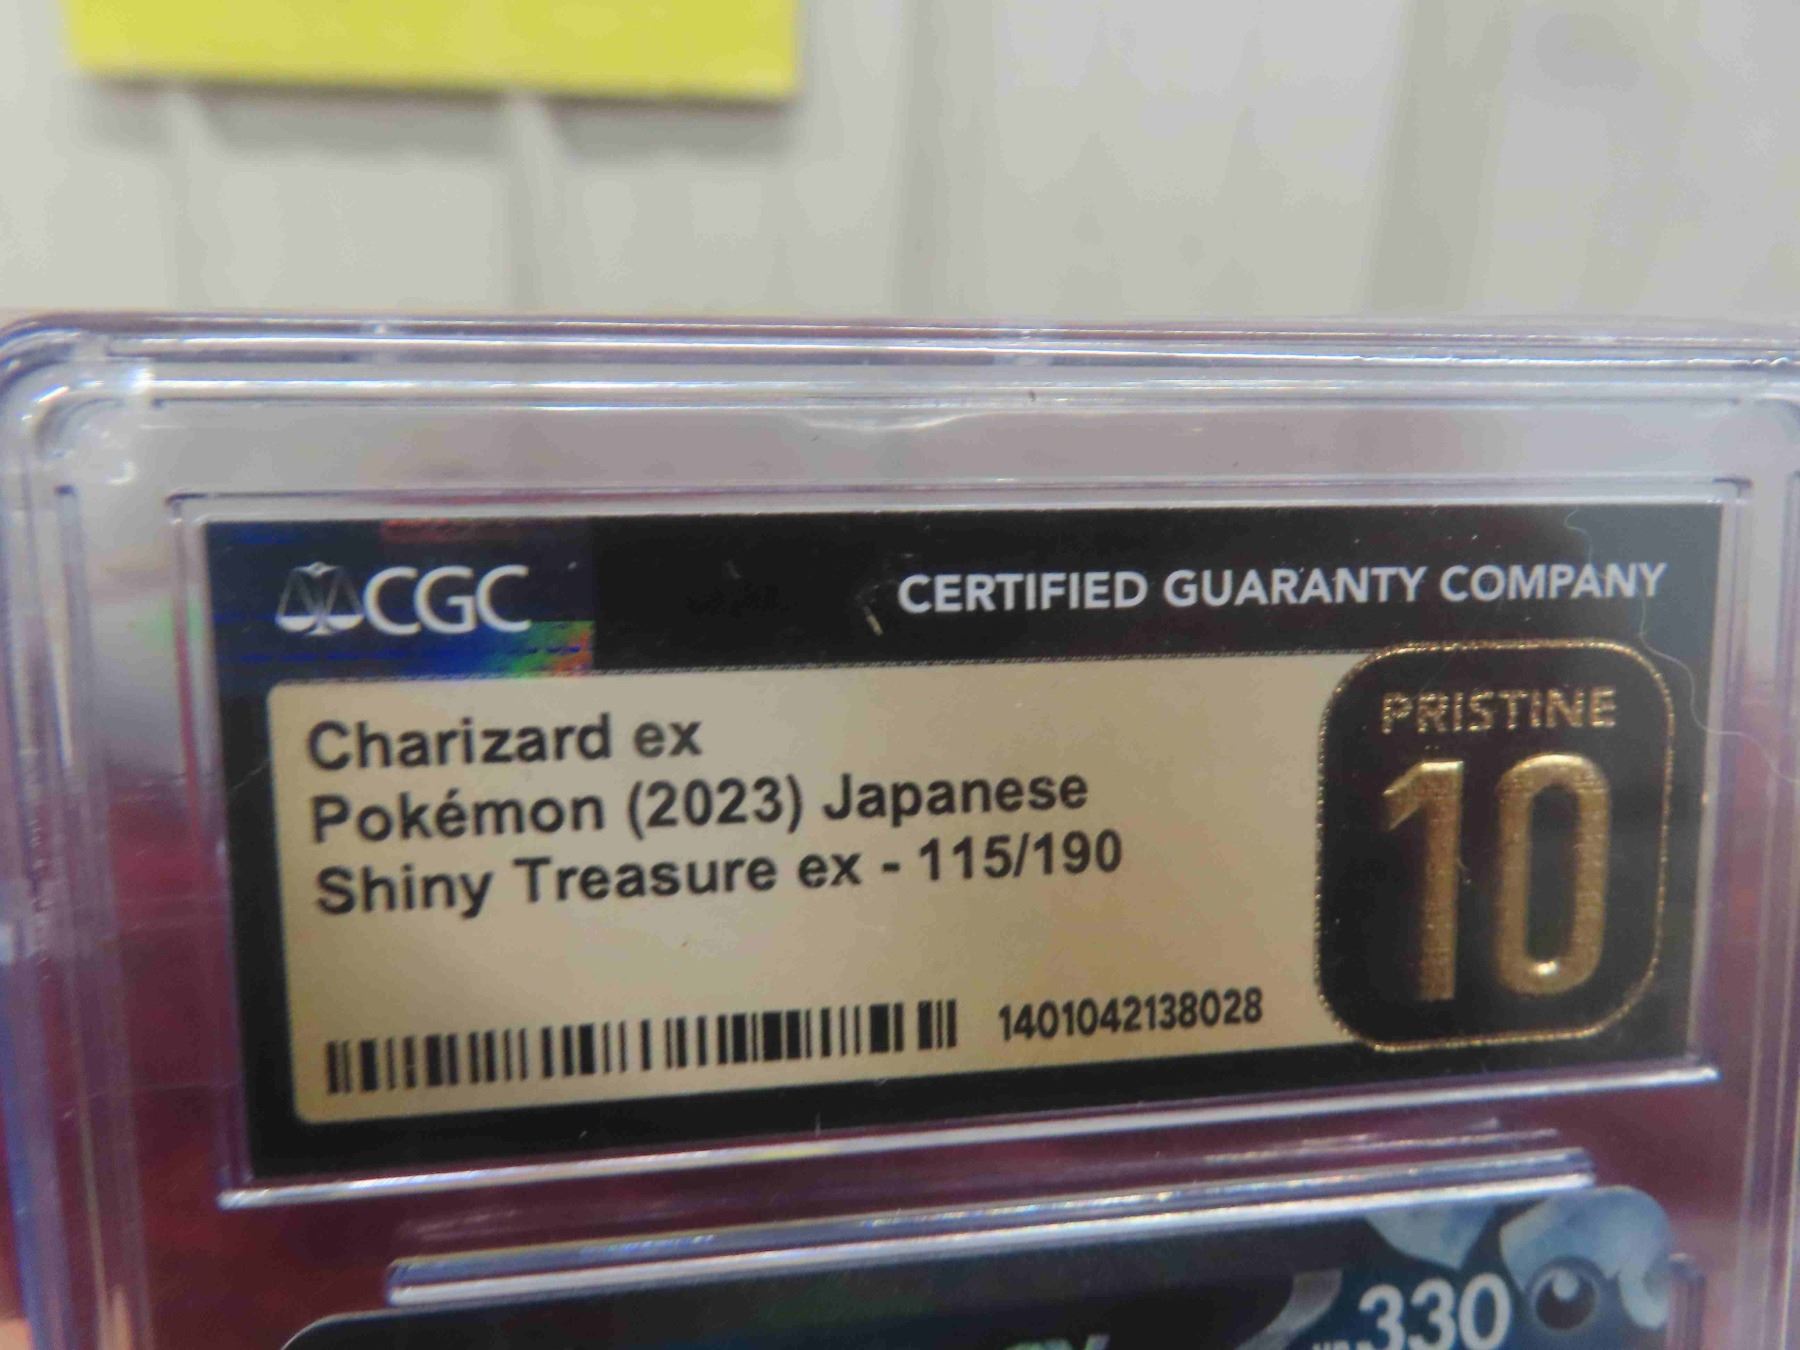 CGC
CERTIFIED GUARANTY COMPANY
Charizard ex
Pokémon (2023) Japanese
Shiny Treasure ex - 115/190
PRISTINE
10
1401042138028
330